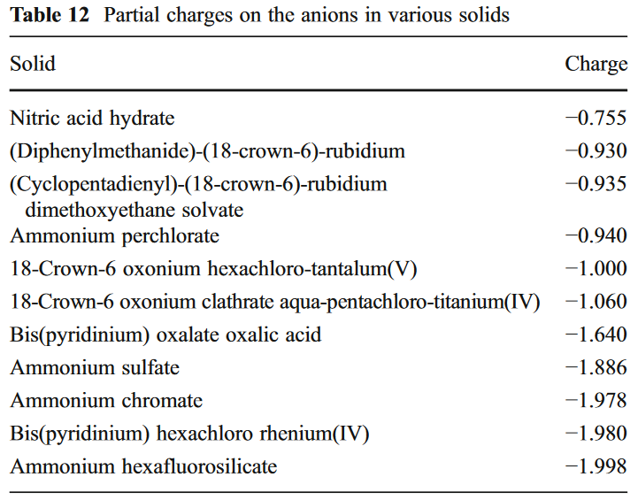 Table 12 Partial charges on the anions in various solids
Solid Charge
Nitric acid hydrate −0.755
(Diphenylmethanide)-(18-crown-6)-rubidium −0.930
(Cyclopentadienyl)-(18-crown-6)-rubidium −0.935
dimethoxyethane solvate
Ammonium perchlorate −0.940
18-Crown-6 oxonium hexachloro-tantalum(V) −1.000
18-Crown-6 oxonium clathrate aqua-pentachloro-titanium(IV) −1.060
Bis(pyridinium) oxalate oxalic acid −1.640
Ammonium sulfate −1.886
Ammonium chromate −1.978
Bis(pyridinium) hexachloro rhenium(IV) −1.980
Ammonium hexafluorosilicate −1.998